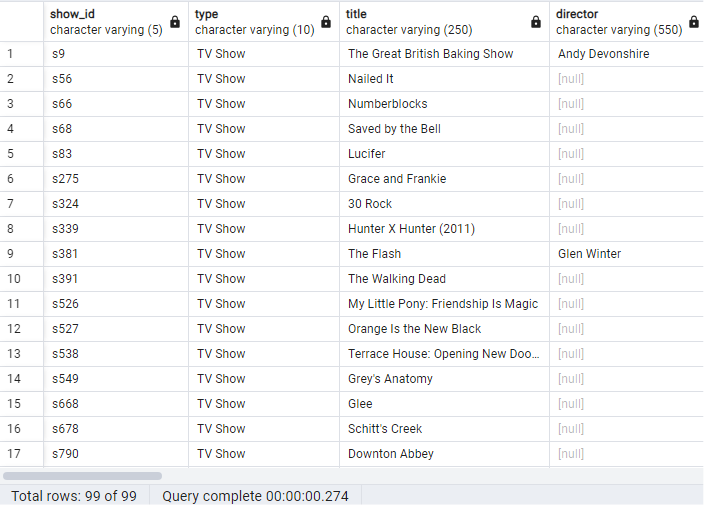 show_id type title director
character varying (5) character varying (10) character varying (250) character varying (550)
1 s9 TV Show The Great British Baking Show Andy Devonshire
2 s56 TV Show Nailed It [null]
3 s66 TV Show Numberblocks [null]
4 s68 TV Show Saved by the Bell [null]
5 s83 TV Show Lucifer [null]
6 s275 TV Show Grace and Frankie [null]
7 s324 TV Show 30 Rock [null]
8 s339 TV Show Hunter X Hunter (2011) [null]
9 s381 TV Show The Flash Glen Winter
10 s391 TV Show The Walking Dead [null]
11 s526 TV Show My Little Pony: Friendship Is Magic [null]
12 s527 TV Show Orange Is the New Black [null]
13 s538 TV Show Terrace House: Opening New Doo... [null]
14 s549 TV Show Grey's Anatomy [null]
15 s668 TV Show Glee [null]
16 s678 TV Show Schitt's Creek [null]
17 s790 TV Show Downton Abbey [null]
Total rows: 99 of 99 Query complete 00:00:00.274